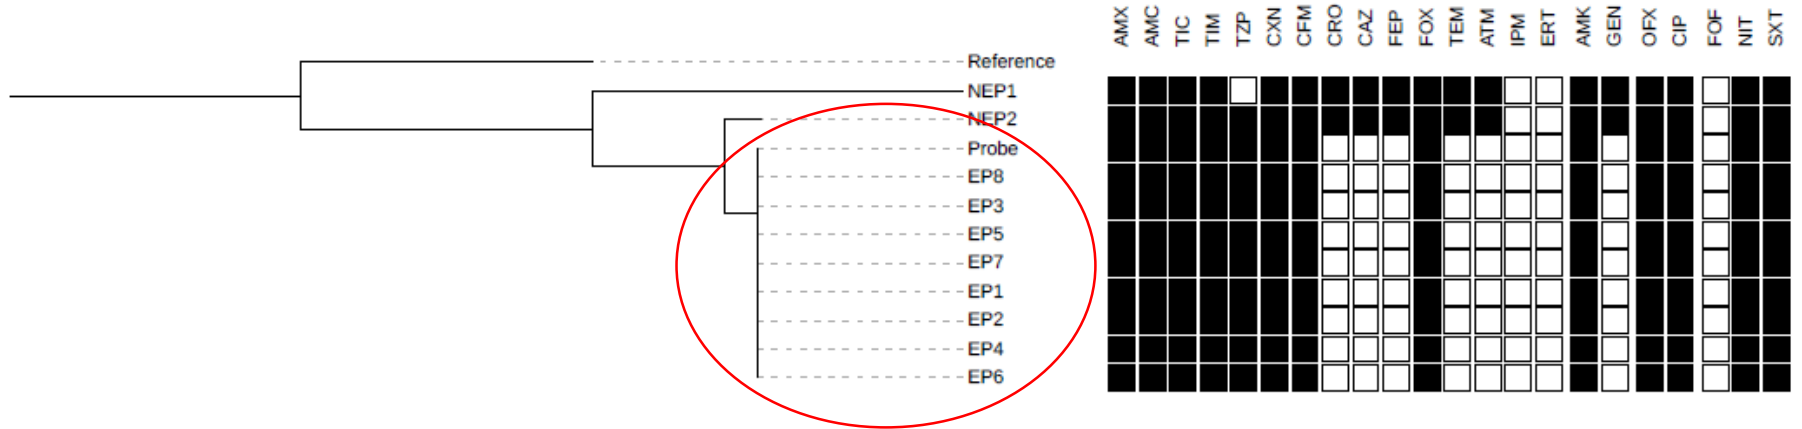 AMX AMC TIC TIM TZP CXN CFM CRO CAZ FEP FOX TEM ATM IPM ERT AMK GEN OFX CIP FOF NIT SXT
Reference
NEP1
NEP2
Probe
EP8
EP3
EP5
EP7
EP1
EP2
EP4
EP6